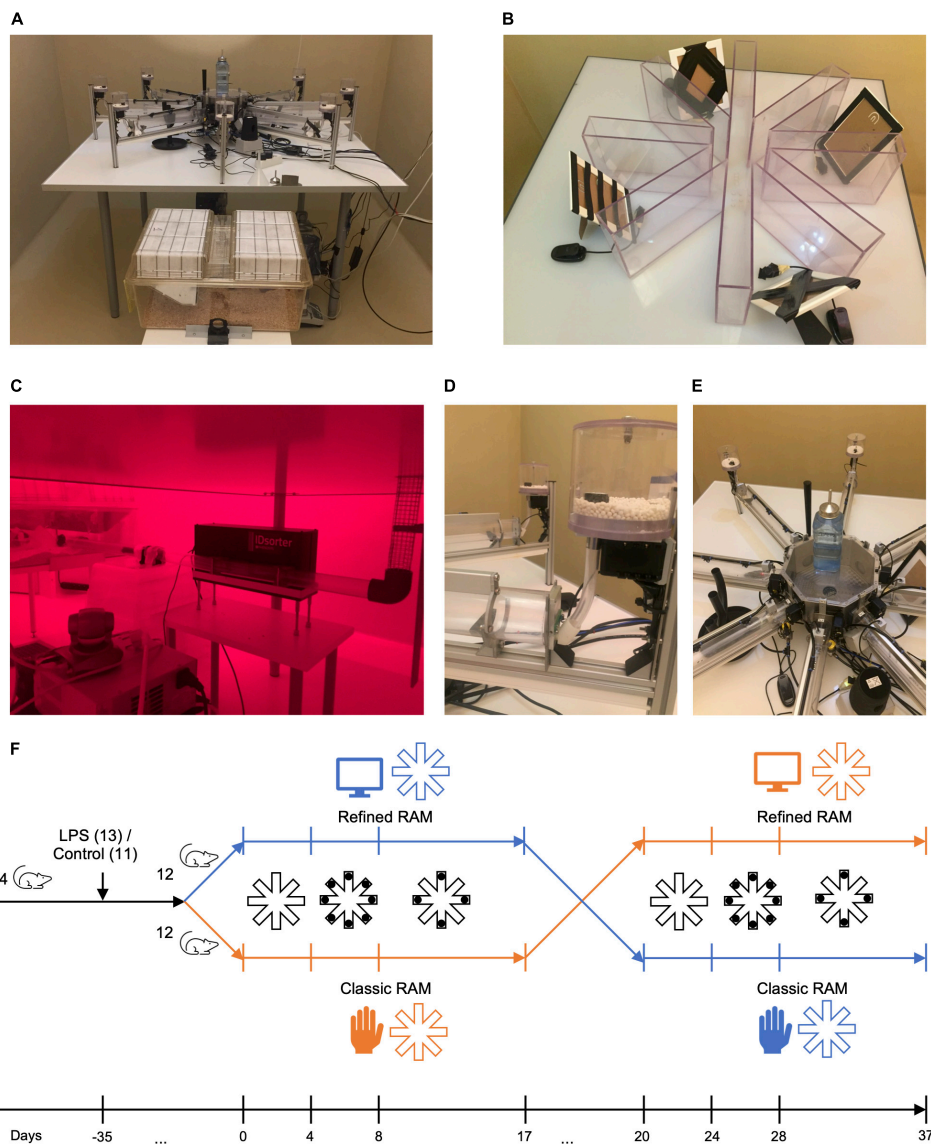 A
B
C
IDsorter
D
E
F
Refined RAM
Refined RAM
LPS (13) /
Control (11)
4
12
12
Classic RAM
Classic RAM
Days
-35
...
0
4
8
17
...
20
24
28
37